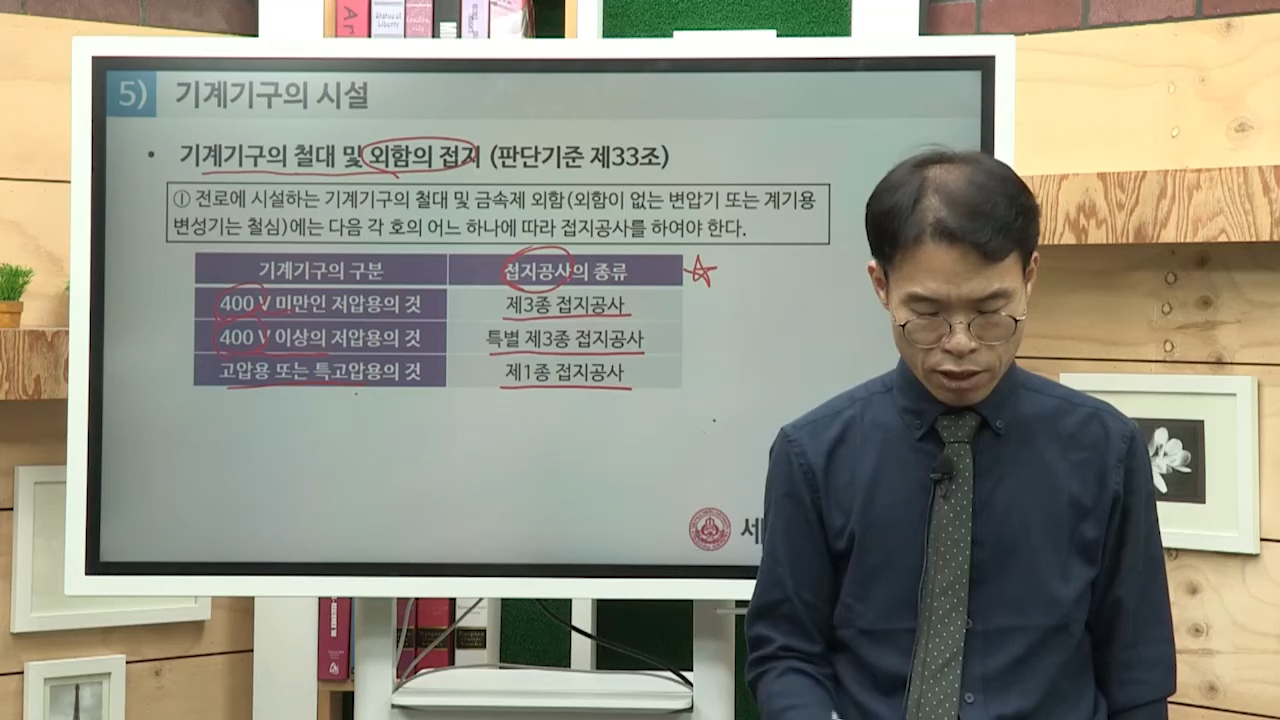 Statue of Liberty
5) 기계기구의 시설
• 기계기구의 철대 및 외함의 접지 (판단기준 제33조)
① 전로에 시설하는 기계기구의 철대 및 금속제 외함(외함이 없는 변압기 또는 계기용
변성기는 철심)에는 다음 각 호의 어느 하나에 따라 접지공사를 하여야 한다.
기계기구의 구분 접지공사의 종류
400 V 미만인 저압용의 것 제3종 접지공사
400 V 이상의 저압용의 것 특별 제3종 접지공사
고압용 또는 특고압용의 것 제1종 접지공사
세